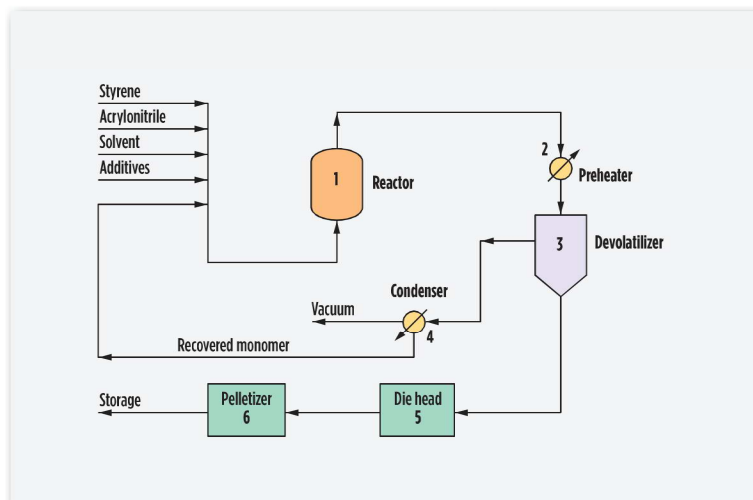 Styrene
Acrylonitrile
Solvent
Additives
1
Reactor
2
Preheater
3
Devolatilizer
Condenser
Vacuum
4
Recovered monomer
Storage
Pelletizer
6
Die head
5